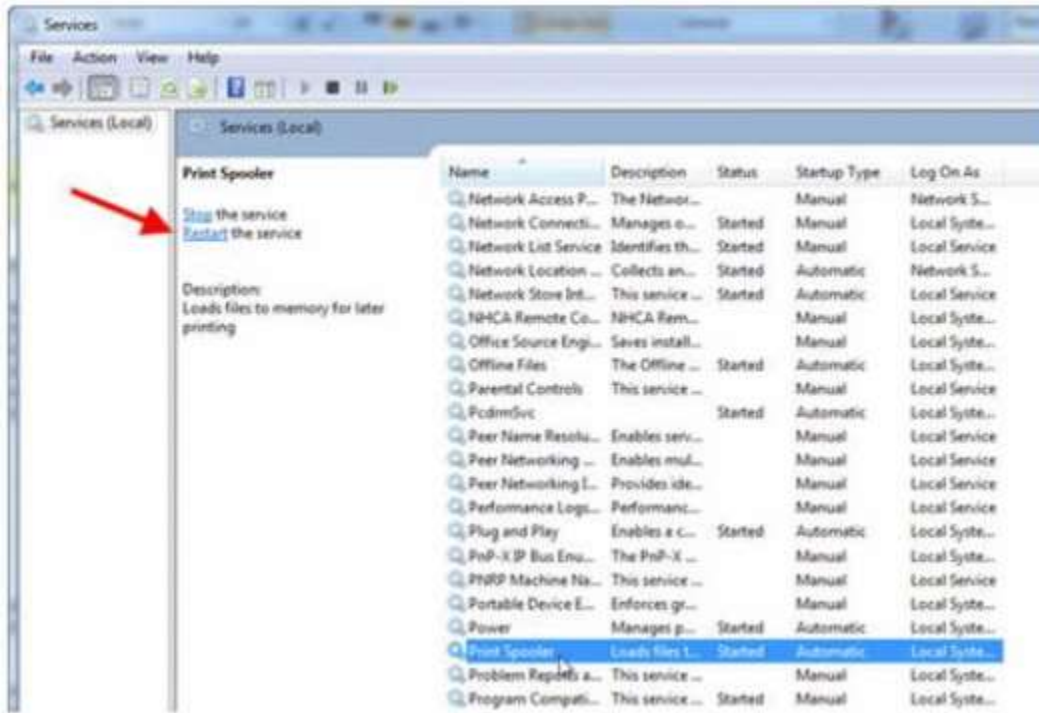 Services
File Action View Help
Services (Local)
Services (Local)
Print Spooler
Stop the service
Restart the service
Description:
Loads files to memory for later
printing
Name Description Status Startup Type Log On As
Network Access P... The Networ... Manual Network S...
Network Connecti... Manages o... Started Manual Local Syste...
Network List Service Identifies th... Started Manual Local Service
Network Location ... Collects an... Started Automatic Network S...
Network Store Int... This service ... Started Automatic Local Service
NHCA Remote Co... NHCA Rem... Manual Local Syste...
Office Source Engi... Saves install... Manual Local Syste...
Offline Files The Offline ... Started Automatic Local Syste...
Parental Controls This service ... Manual Local Service
PcdrmSvc Started Automatic Local Syste...
Peer Name Resolu... Enables serv... Manual Local Service
Peer Networking ... Enables mul... Manual Local Service
Peer Networking I... Provides ide... Manual Local Service
Performance Logs... Performanc... Manual Local Service
Plug and Play Enables a c... Started Automatic Local Syste...
PnP-X IP Bus Enu... The PnP-X ... Manual Local Syste...
PNRP Machine Na... This service ... Manual Local Service
Portable Device E... Enforces gr... Manual Local Syste...
Power Manages p... Started Automatic Local Syste...
Print Spooler Loads files t... Started Automatic Local Syste...
Problem Reports a... This service ... Manual Local Syste...
Program Compati... This service ... Started Manual Local Syste...